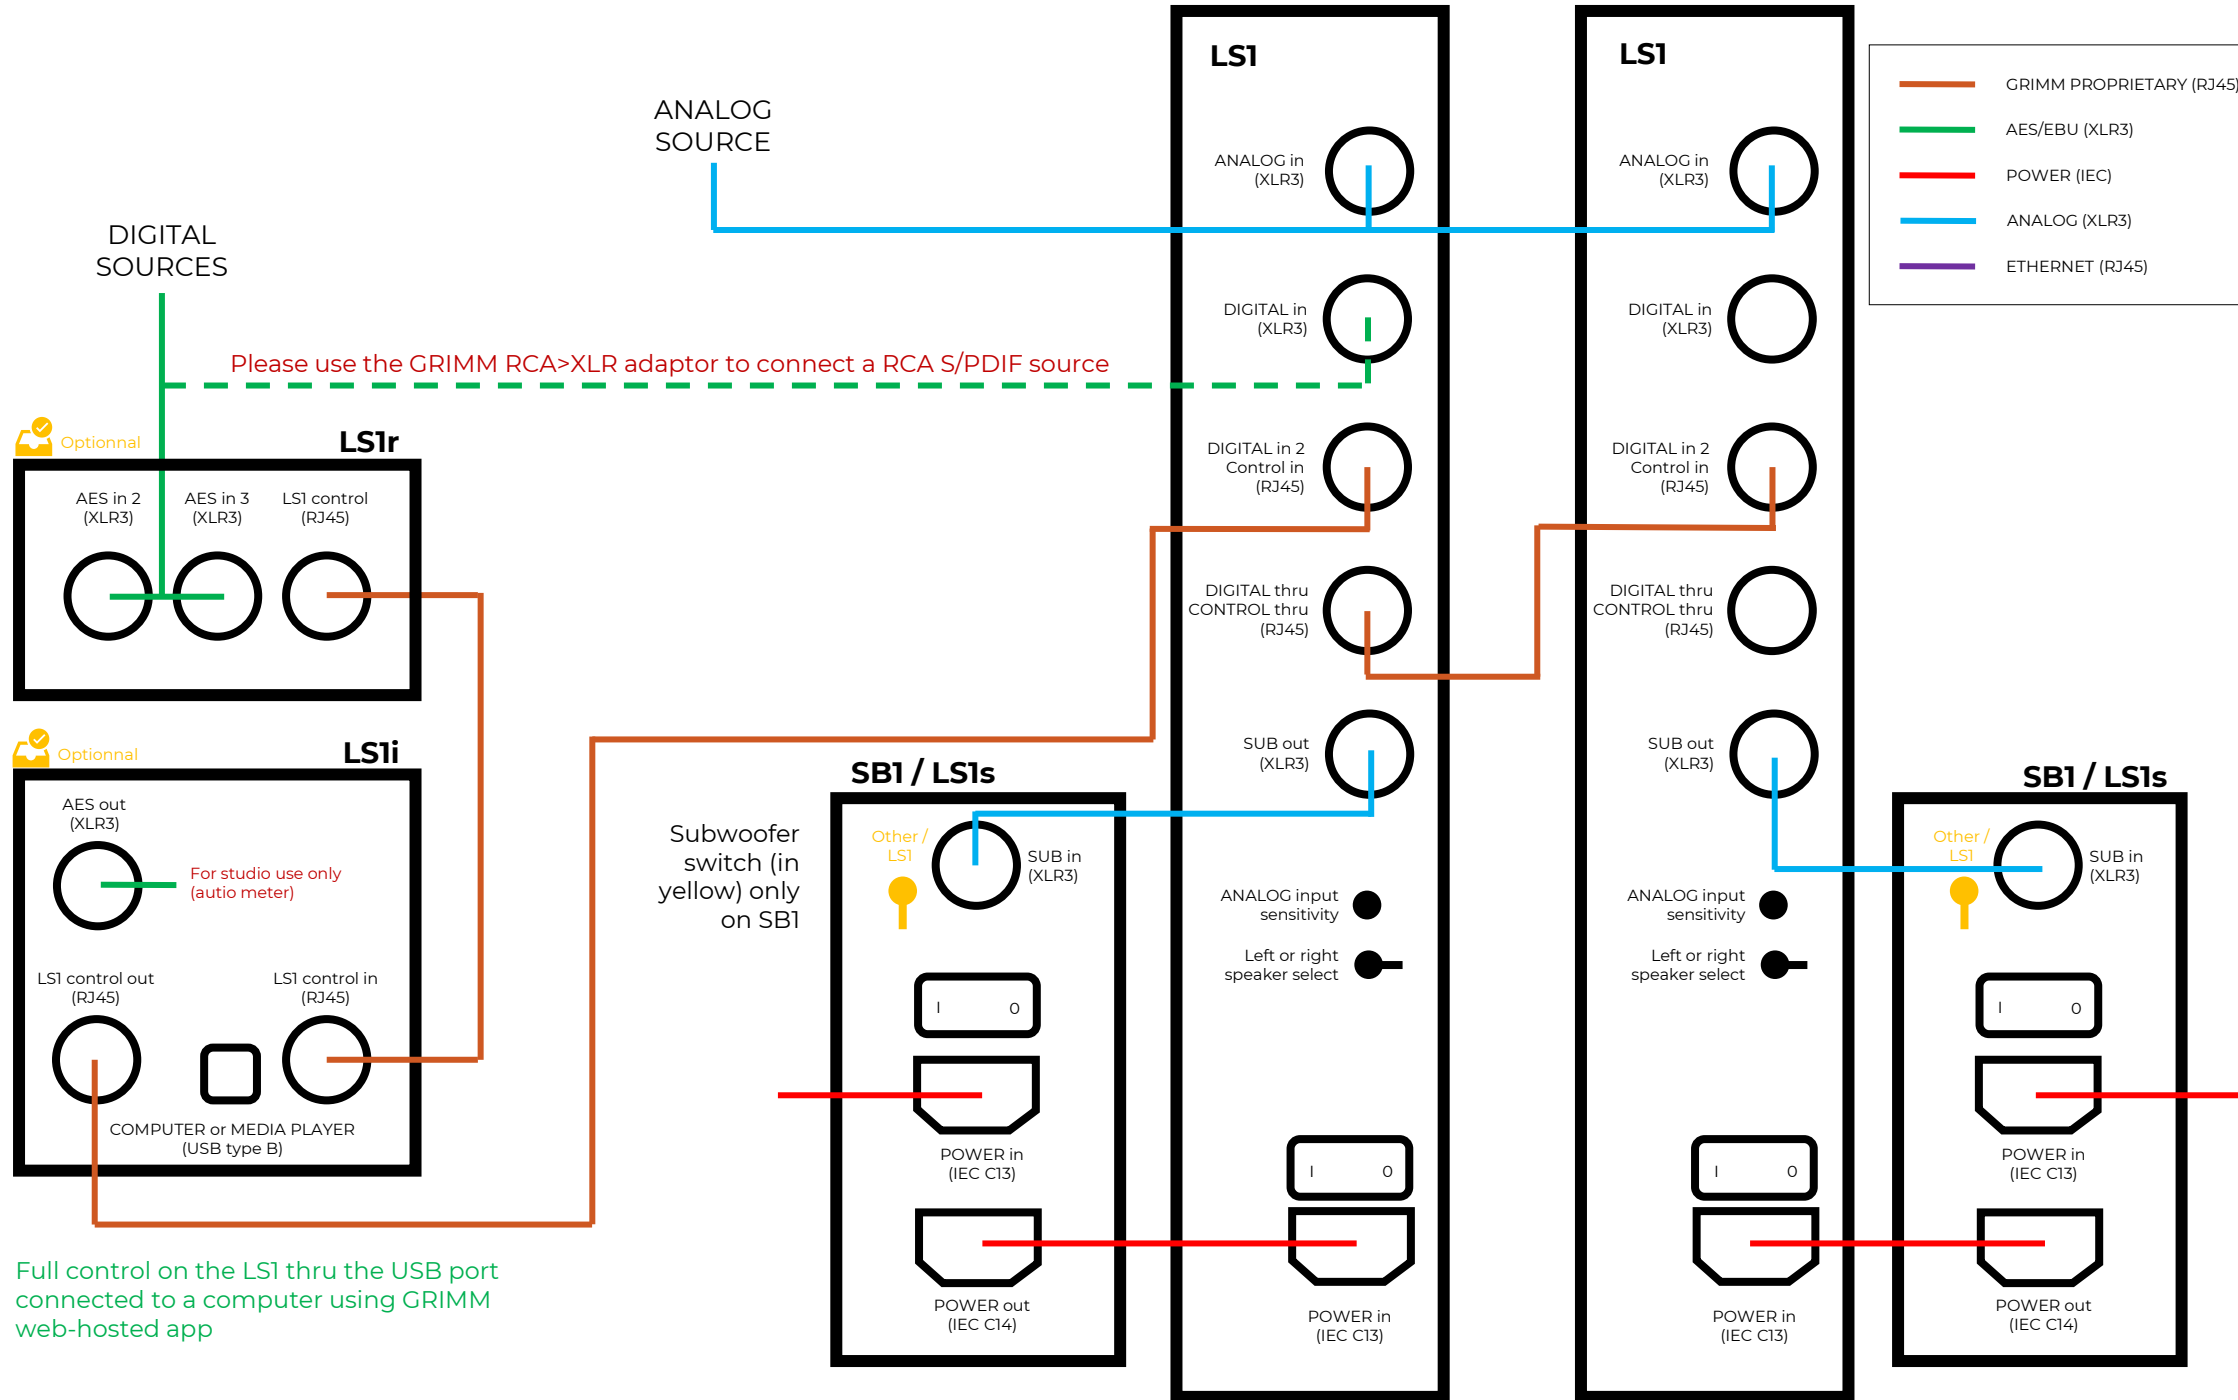 LS1
LS1
GRIMM PROPRIETARY (RJ45)
AES/EBU (XLR3)
POWER (IEC)
ANALOG (XLR3)
ETHERNET (RJ45)
ANALOG
SOURCE
ANALOG in
(XLR3)
ANALOG in
(XLR3)
DIGITAL
SOURCES
DIGITAL in
(XLR3)
DIGITAL in
(XLR3)
Please use the GRIMM RCA>XLR adaptor to connect a RCA S/PDIF source
Optionnal
LS1r
AES in 2
(XLR3)
AES in 3
(XLR3)
LS1 control
(RJ45)
DIGITAL in 2
Control in
(RJ45)
DIGITAL in 2
Control in
(RJ45)
DIGITAL thru
CONTROL thru
(RJ45)
DIGITAL thru
CONTROL thru
(RJ45)
Optionnal
LS1i
AES out
(XLR3)
For studio use only
(autio meter)
LS1 control out
(RJ45)
LS1 control in
(RJ45)
COMPUTER or MEDIA PLAYER
(USB type B)
Full control on the LS1 thru the USB port
connected to a computer using GRIMM
web-hosted app
SUB out
(XLR3)
SUB out
(XLR3)
SB1 / LS1s
Subwoofer
switch (in
yellow) only
on SB1
Other /
LS1
SUB in
(XLR3)
I 0
POWER in
(IEC C13)
POWER out
(IEC C14)
ANALOG input
sensitivity
Left or right
speaker select
I 0
POWER in
(IEC C13)
ANALOG input
sensitivity
Left or right
speaker select
I 0
POWER in
(IEC C13)
SB1 / LS1s
Other /
LS1
SUB in
(XLR3)
I 0
POWER in
(IEC C13)
POWER out
(IEC C14)